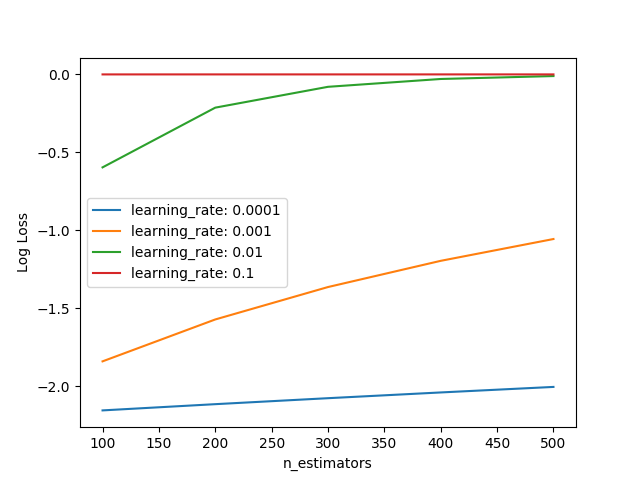 0.0
−0.5
−1.0
−1.5
−2.0
Log Loss
learning_rate: 0.0001
learning_rate: 0.001
learning_rate: 0.01
learning_rate: 0.1
100 150 200 250 300 350 400 450 500
n_estimators